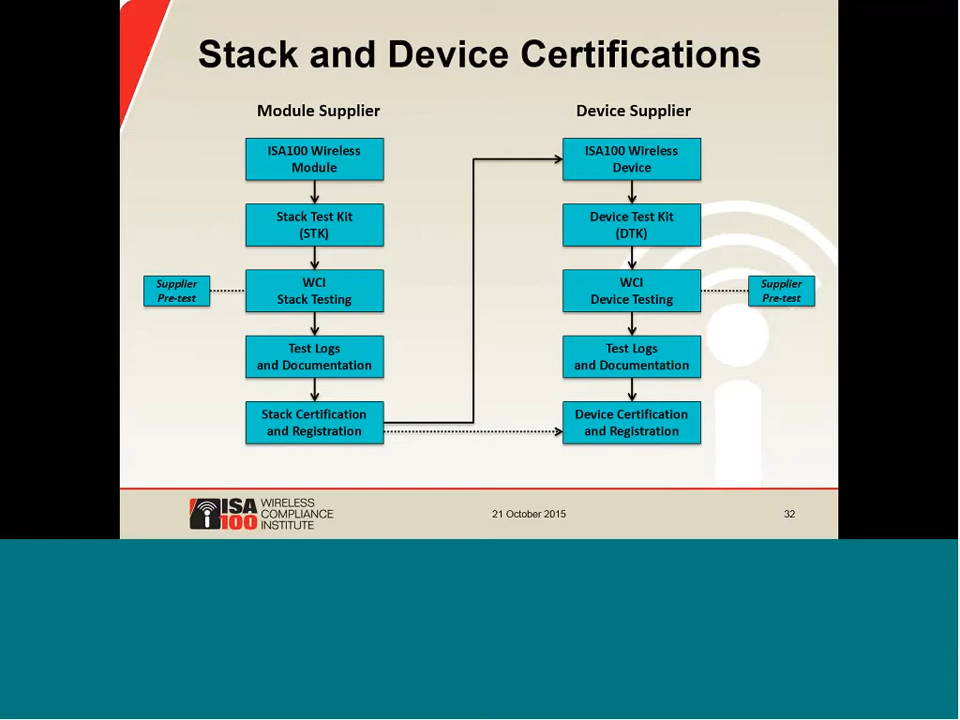 Stack and Device Certifications
Module Supplier
ISA100 Wireless
Module
Stack Test Kit
(STK)
WCI
Stack Testing
Supplier
Pre-test
Test Logs
and Documentation
Stack Certification
and Registration
Device Supplier
ISA100 Wireless
Device
Device Test Kit
(DTK)
WCI
Device Testing
Supplier
Pre-test
Test Logs
and Documentation
Device Certification
and Registration
ISA
100
WIRELESS
COMPLIANCE
INSTITUTE
21 October 2015
32